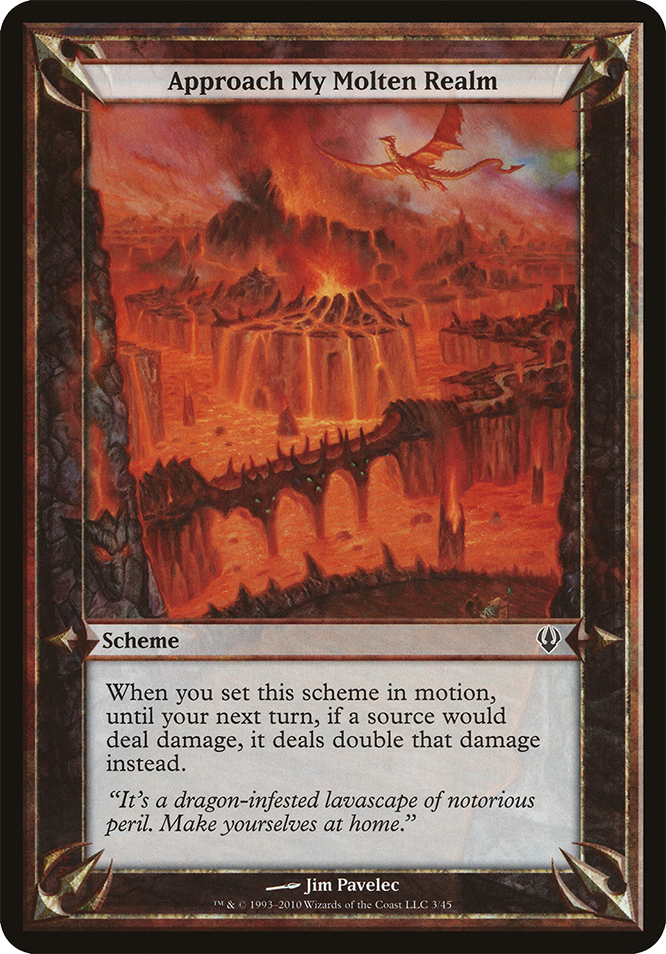 Approach My Molten Realm
Scheme
When you set this scheme in motion,
until your next turn, if a source would
deal damage, it deals double that damage
instead.
“It’s a dragon-infested lavascape of notorious
peril. Make yourselves at home.”
Jim Pavelec
™ & © 1993–2010 Wizards of the Coast LLC 3/45